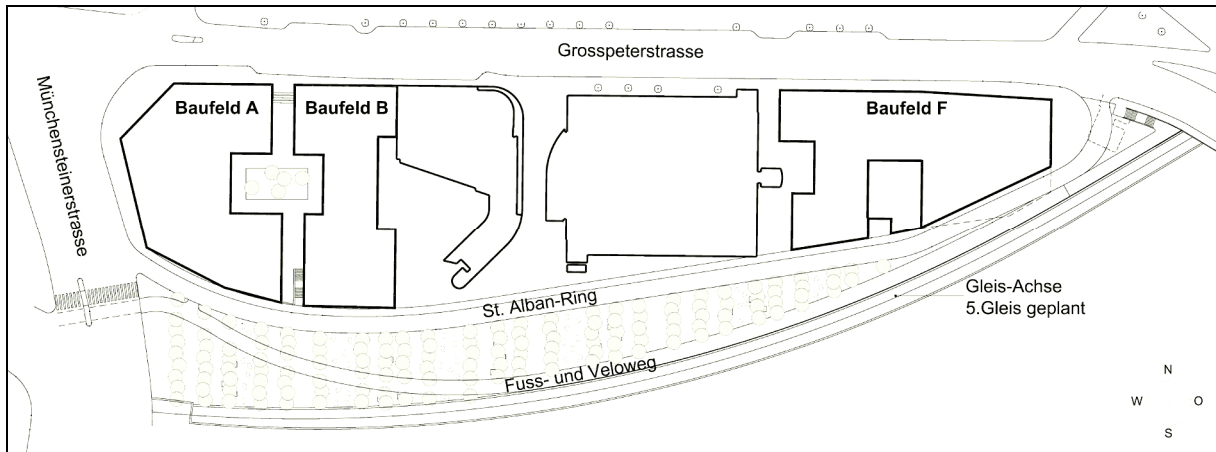 Grosspeterstrasse
Münchensteinerstrasse
Baufeld A
Baufeld B
Baufeld F
St. Alban-Ring
Gleis-Achse
5.Gleis geplant
Fuss- und Veloweg
N
W O
S